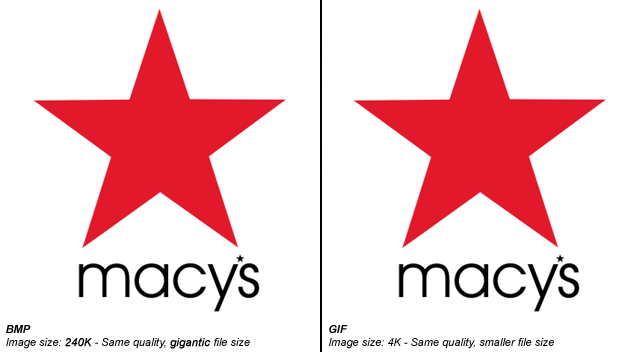 macy's
BMP
Image size: 240K - Same quality, gigantic file size
macy's
GIF
Image size: 4K - Same quality, smaller file size